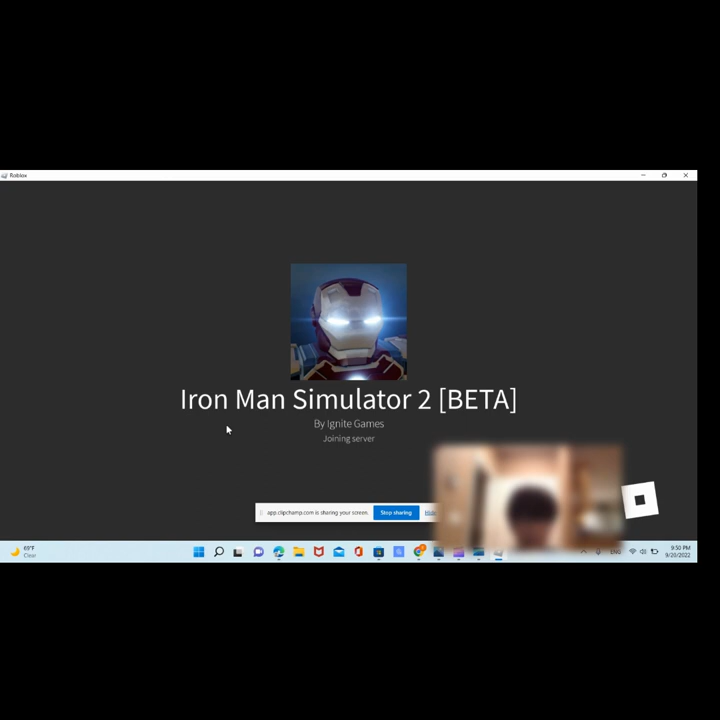 Roblox
Iron Man Simulator 2 [BETA]
By Ignite Games
Joining server
app.clipchamp.com is sharing your screen.
Stop sharing
Hide
69°F
Clear
ENG
9:50 PM
9/20/2022